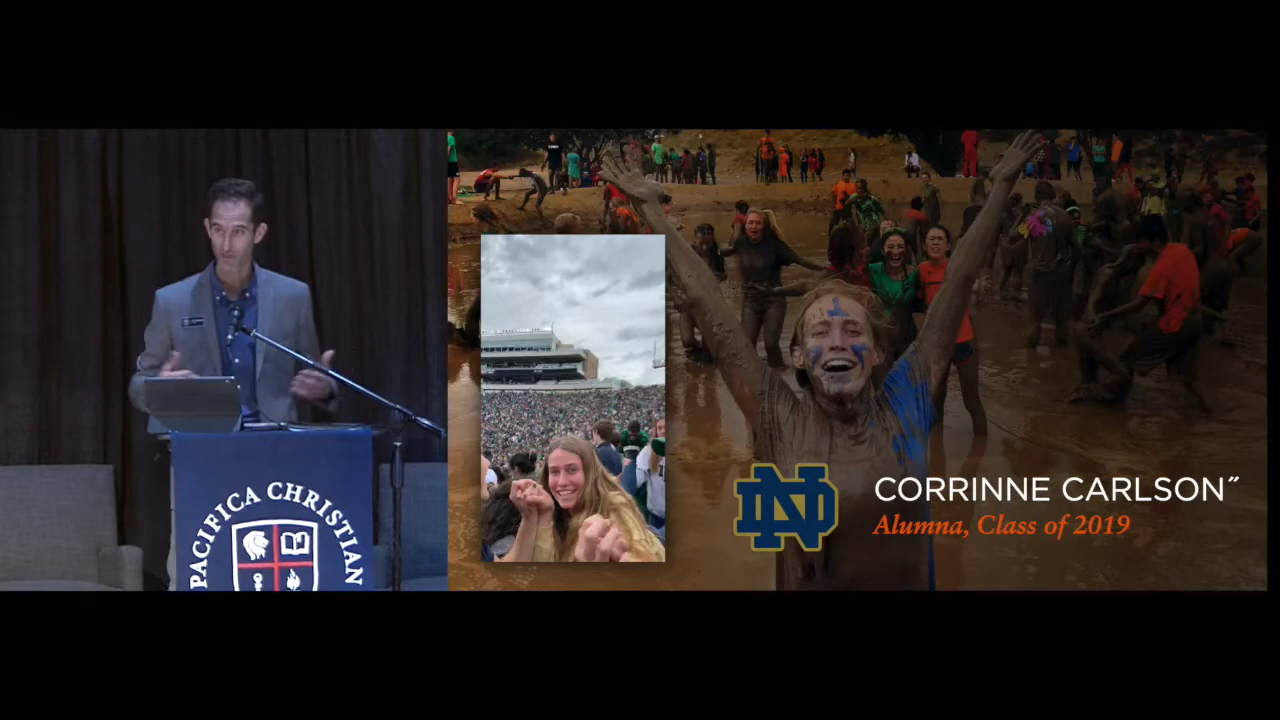 PACIFICA CHRISTIAN
ND
CORRINNE CARLSON˝
Alumna, Class of 2019